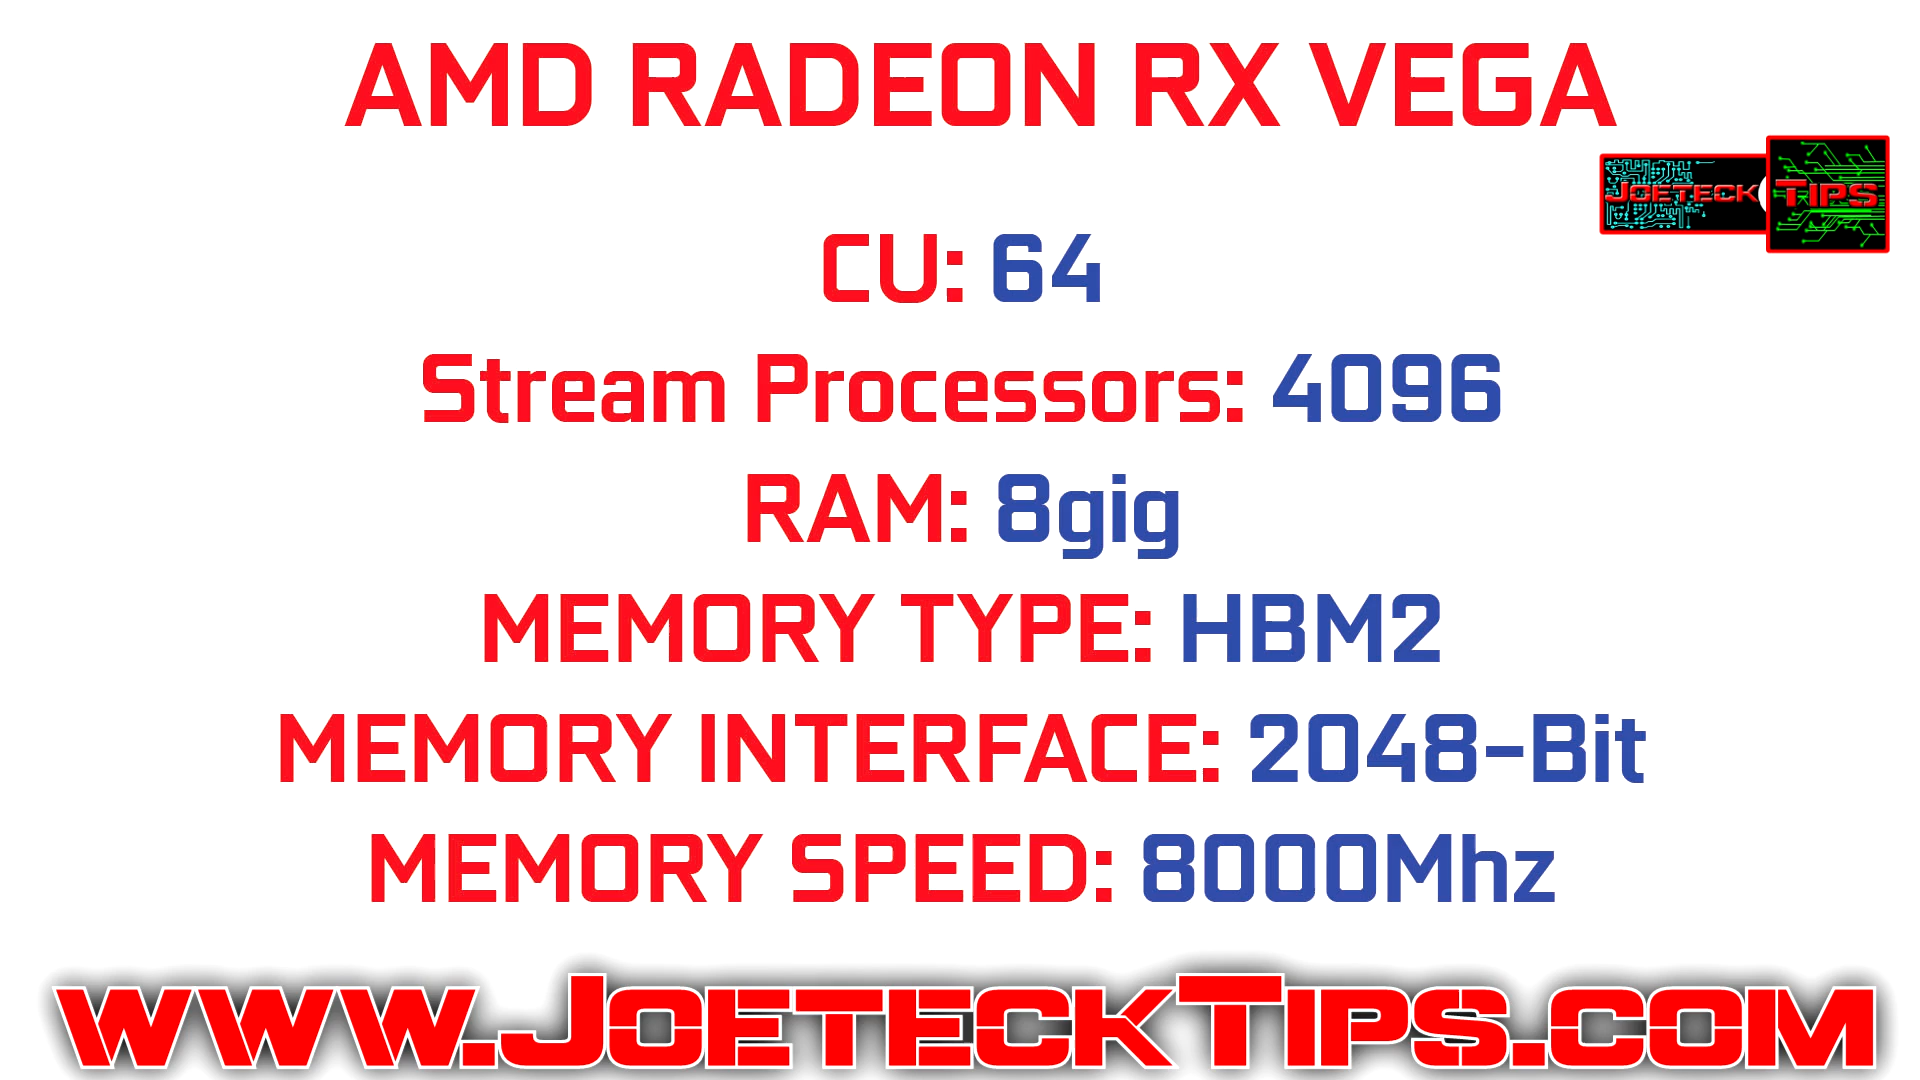 AMD RADEON RX VEGA
JOETECK TIPS
CU: 64
Stream Processors: 4096
RAM: 8gig
MEMORY TYPE: HBM2
MEMORY INTERFACE: 2048-Bit
MEMORY SPEED: 8000Mhz
www.JoeteckTips.com